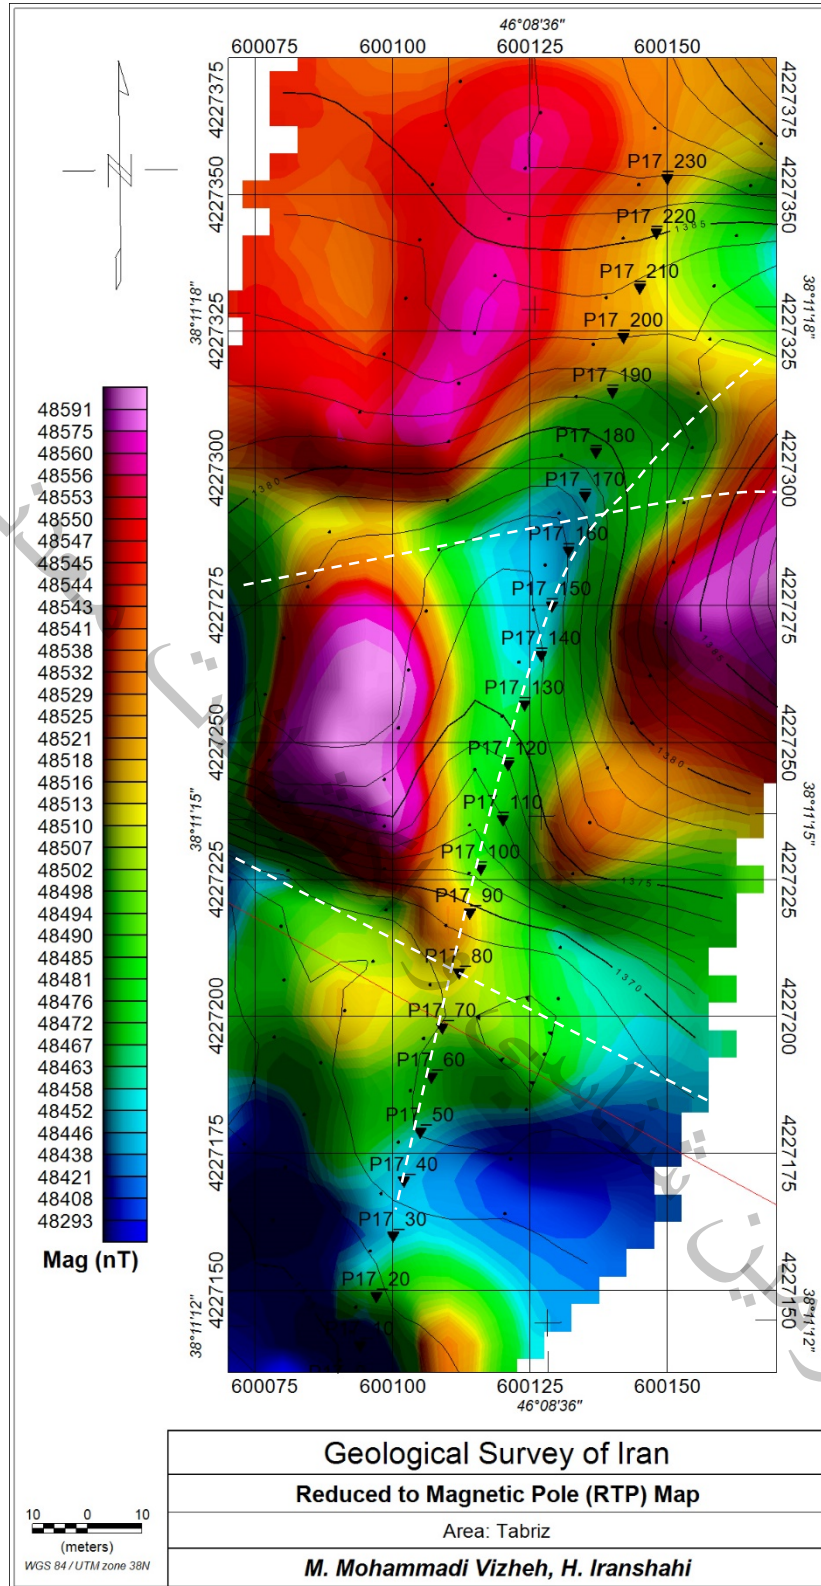 46°08'36"
600075 600100 600125 600150
4227375 4227375
P17_230
4227350 4227350
P17_220
1385
P17_210
38°11'18" 38°11'18"
P17_200
4227325 4227325
P17_190
P17_180
4227300 4227300
P17_170
1380
P17_160
P17_150
4227275 4227275
P17_140
1385
P17_130
4227250 4227250
P17_120
1380
P17_110
38°11'15" 38°11'15"
P17_100
4227225 4227225
1375
P17_90
P17_80
1370
P17_70
4227200 4227200
P17_60
P17_50
4227175 4227175
P17_40
P17_30
P17_20
4227150 4227150
38°11'12" 38°11'12"
10
600075 600100 600125 600150
46°08'36"
48591
48575
48560
48556
48553
48550
48547
48545
48544
48543
48541
48538
48532
48529
48525
48521
48518
48516
48513
48510
48507
48502
48498
48494
48490
48485
48481
48476
48472
48467
48463
48458
48452
48446
48438
48421
48408
48293
Mag (nT)
N
Geological Survey of Iran
Reduced to Magnetic Pole (RTP) Map
Area: Tabriz
M. Mohammadi Vizheh, H. Iranshahi
10 0 10
(meters)
WGS 84 / UTM zone 38N